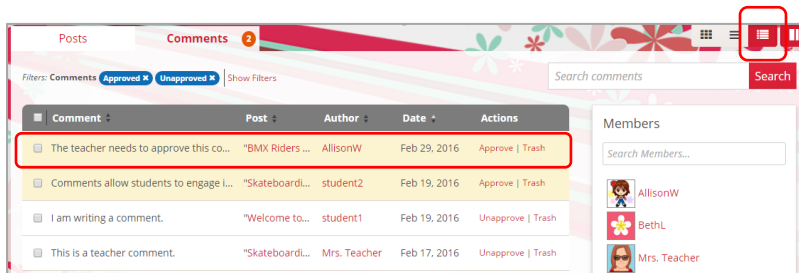 Posts Comments 2
Filters: Comments Approved x Unapproved x Show Filters Search comments Search
Comment Post Author Date Actions
The teacher needs to approve this co... "BMX Riders ... AllisonW Feb 29, 2016 Approve | Trash
Comments allow students to engage i... "Skateboardi... student2 Feb 19, 2016 Approve | Trash
I am writing a comment. "Welcome to... student1 Feb 19, 2016 Unapprove | Trash
This is a teacher comment. "Skateboardi... Mrs. Teacher Feb 17, 2016 Unapprove | Trash
Members
Search Members...
AllisonW
BethL
Mrs. Teacher